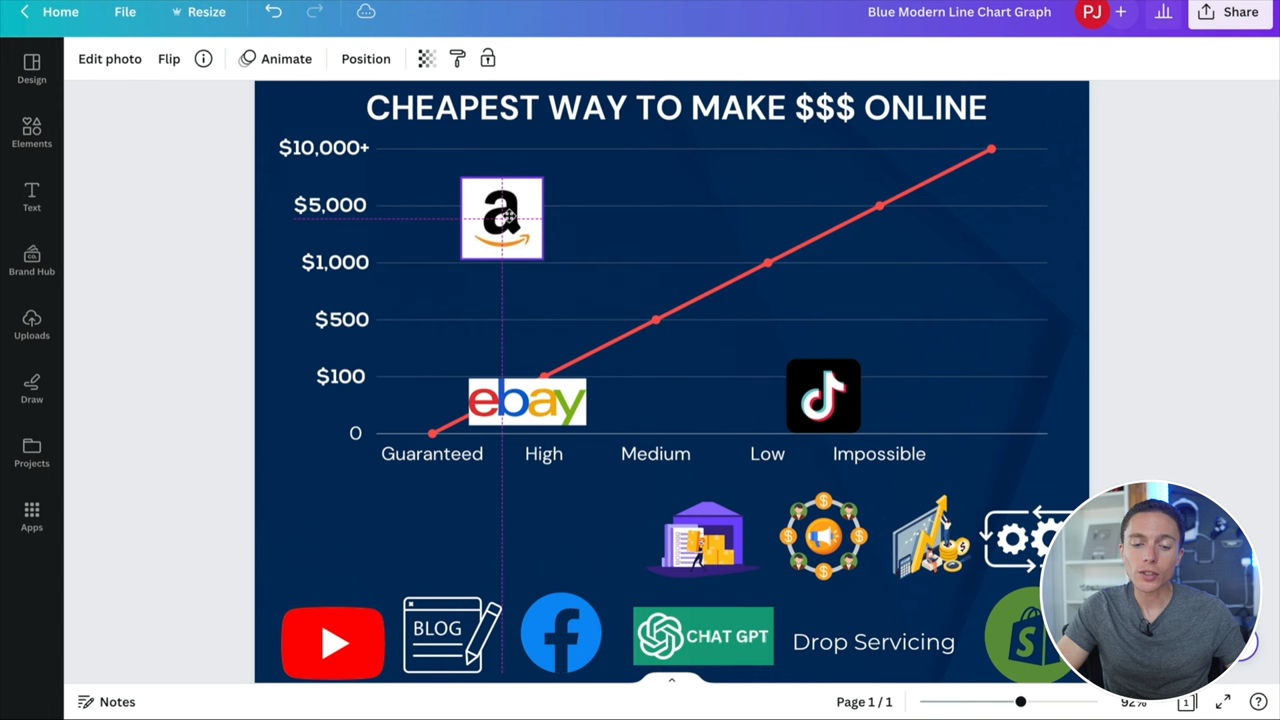 Home File Resize Blue Modern Line Chart Graph PJ + Share
Edit photo Flip Animate Position
Design
Elements
Text
Brand Hub
Uploads
Draw
Projects
Apps
CHEAPEST WAY TO MAKE $$$ ONLINE
$10,000+
$5,000
$1,000
$500
$100
0
a
ebay
Guaranteed High Medium Low Impossible
BLOG
f
CHAT GPT
Drop Servicing
S
Notes
Page 1 / 1
92%
1